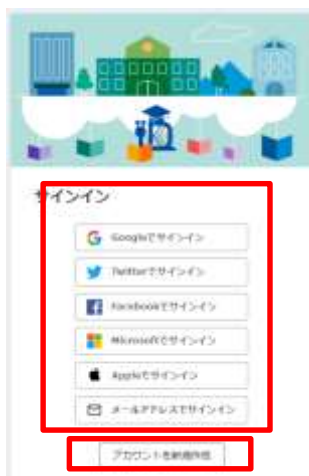 サインイン
Googleでサインイン
Twitterでサインイン
Facebookでサインイン
Microsoftでサインイン
Appleでサインイン
メールアドレスでサインイン
アカウントを新規作成